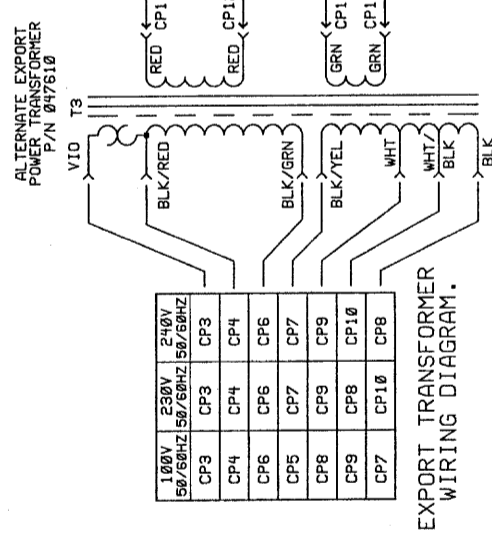 ALTERNATE EXPORT
POWER TRANSFORMER
P/N 047610
T3
VIO
BLK/RED
BLK/GRN
BLK/YEL
WHT
WHT/
BLK
BLK
RED
CP1
RED
CP1
GRN
CP1
GRN
CP1
100V 230V 240V
50/60HZ 50/60HZ 50/60HZ
CP3 CP3 CP3
CP4 CP4 CP4
CP6 CP6 CP6
CP5 CP7 CP7
CP8 CP9 CP9
CP9 CP8 CP10
CP7 CP10 CP8
EXPORT TRANSFORMER
WIRING DIAGRAM.